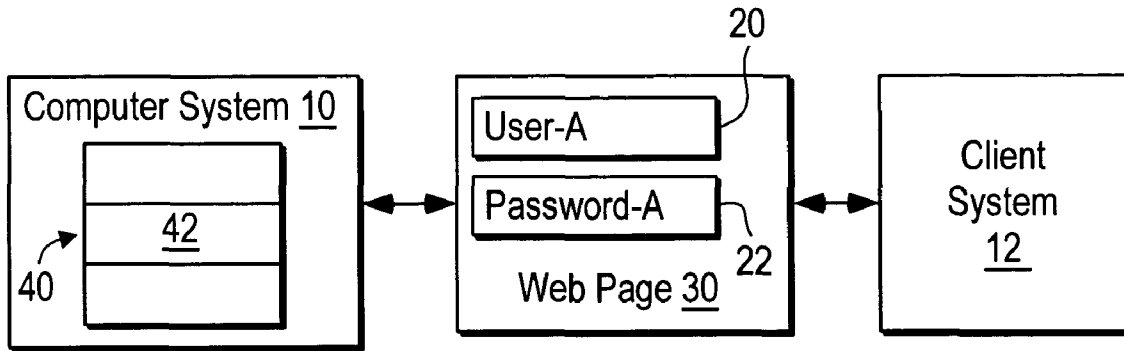 20
Computer System 10
User-A
Client
System
12
Password-A
42
40
22
Web Page 30